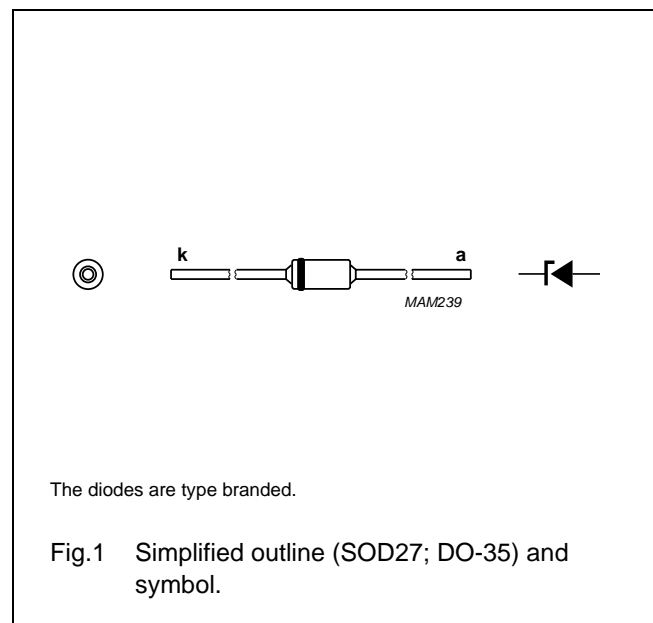 k
a
MAM239
The diodes are type branded.
Fig.1 Simplified outline (SOD27; DO-35) and
symbol.